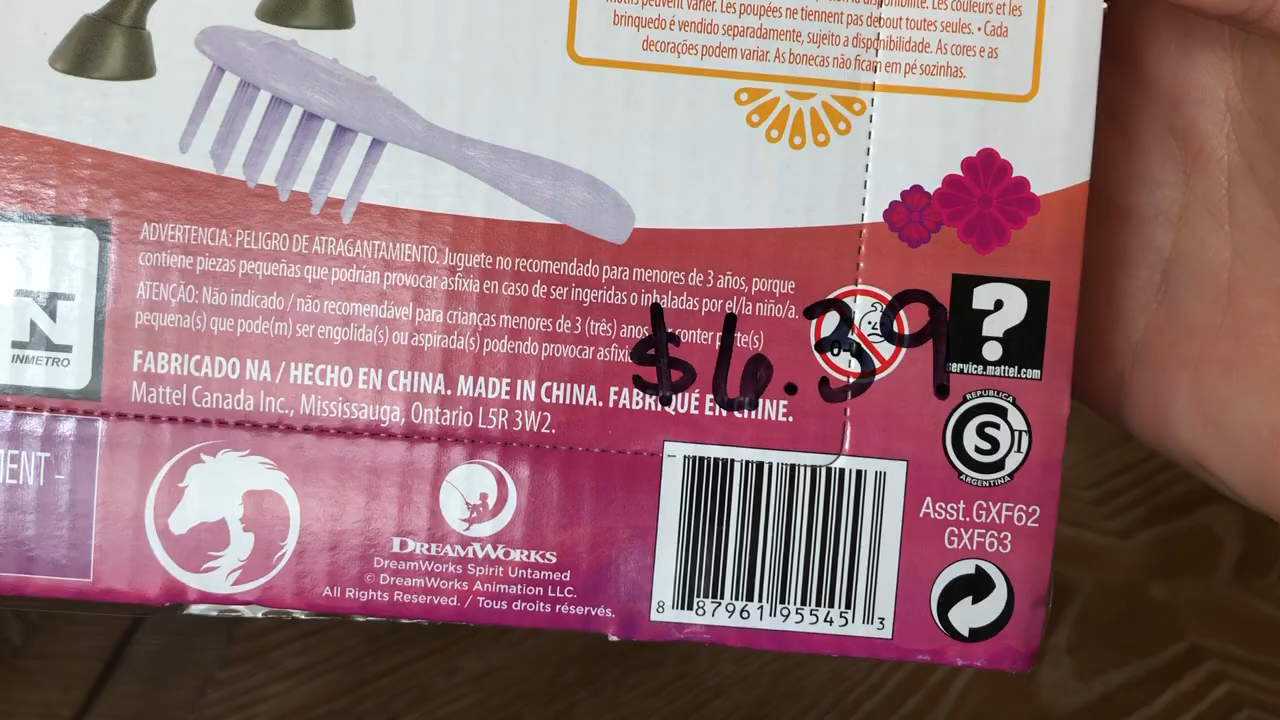 motifs peuvent varier. Les poupées ne tiennent pas debout toutes seules. • Cada
brinquedo é vendido separadamente, sujeito a disponibilidade. As cores e as
decorações podem variar. As bonecas não ficam em pé sozinhas.
ADVERTENCIA: PELIGRO DE ATRAGANTAMIENTO. Juguete no recomendado para menores de 3 años, porque
contiene piezas pequeñas que podrían provocar asfixia en caso de ser ingeridas o inhaladas por el/la niño/a.
ATENÇÃO: Não indicado / não recomendável para crianças menores de 3 (três) anos conter parte(s)
pequena(s) que pode(m) ser engolida(s) ou aspirada(s) podendo provocar asfixia
FABRICADO NA / HECHO EN CHINA. MADE IN CHINA. FABRIQUÉ EN CHINE.
Mattel Canada Inc., Mississauga, Ontario L5R 3W2.
$6.39
INMETRO
service.mattel.com
REPUBLICA
ARGENTINA
MENT -
DREAMWORKS
DreamWorks Spirit Untamed
© DreamWorks Animation LLC.
All Rights Reserved. / Tous droits réservés.
8 87961 95545 3
Asst.GXF62
GXF63